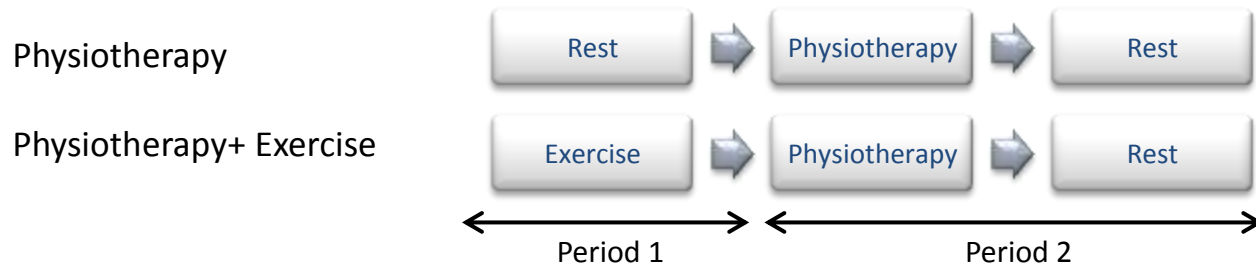 Physiotherapy
Rest
Physiotherapy
Rest
Physiotherapy+ Exercise
Exercise
Physiotherapy
Rest
Period 1
Period 2